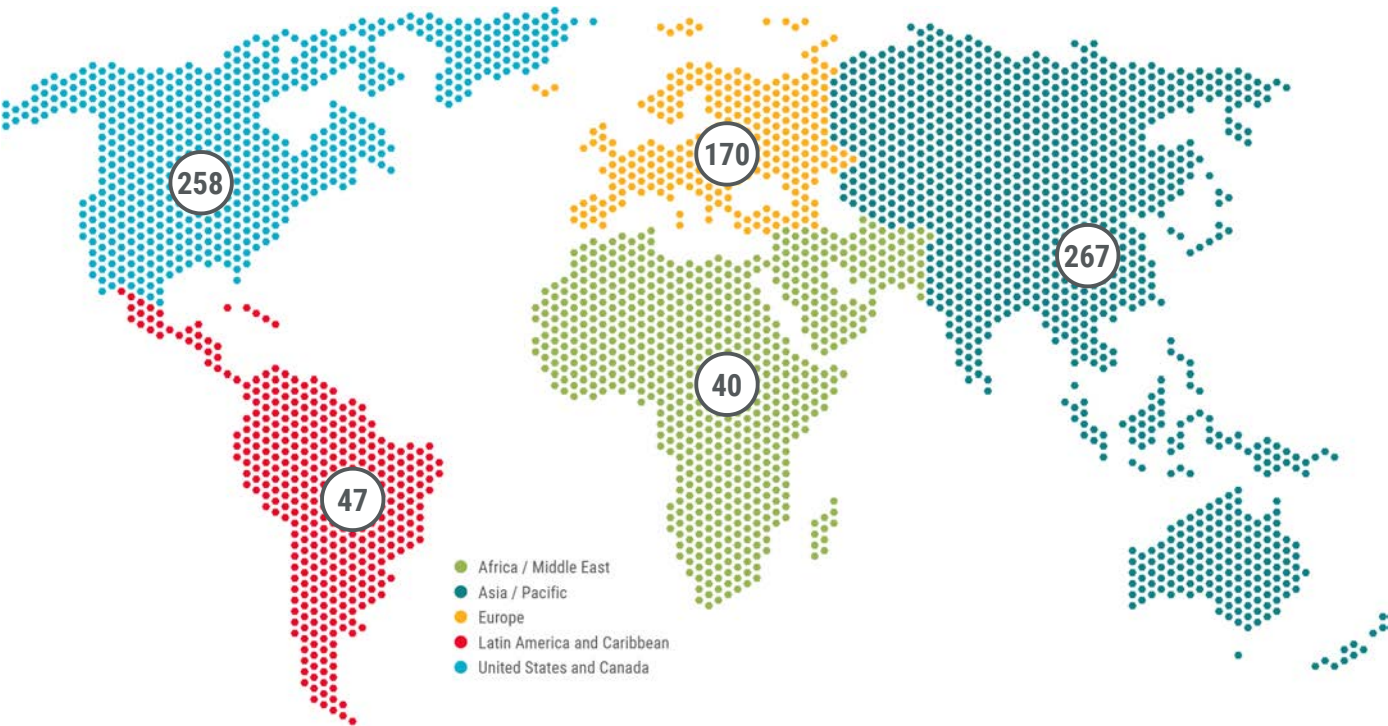 170
258
267
40
47
Africa / Middle East
Asia / Pacific
Europe
Latin America and Caribbean
United States and Canada